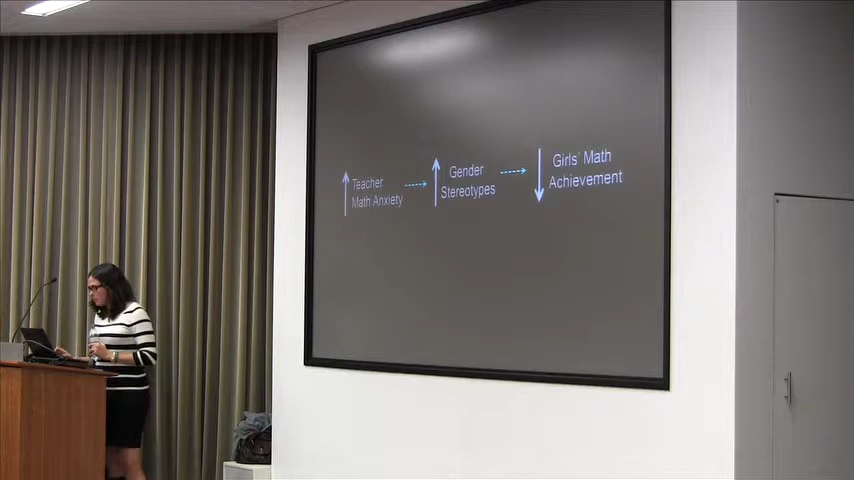 Teacher
Math Anxiety
Gender
Stereotypes
Girls' Math
Achievement